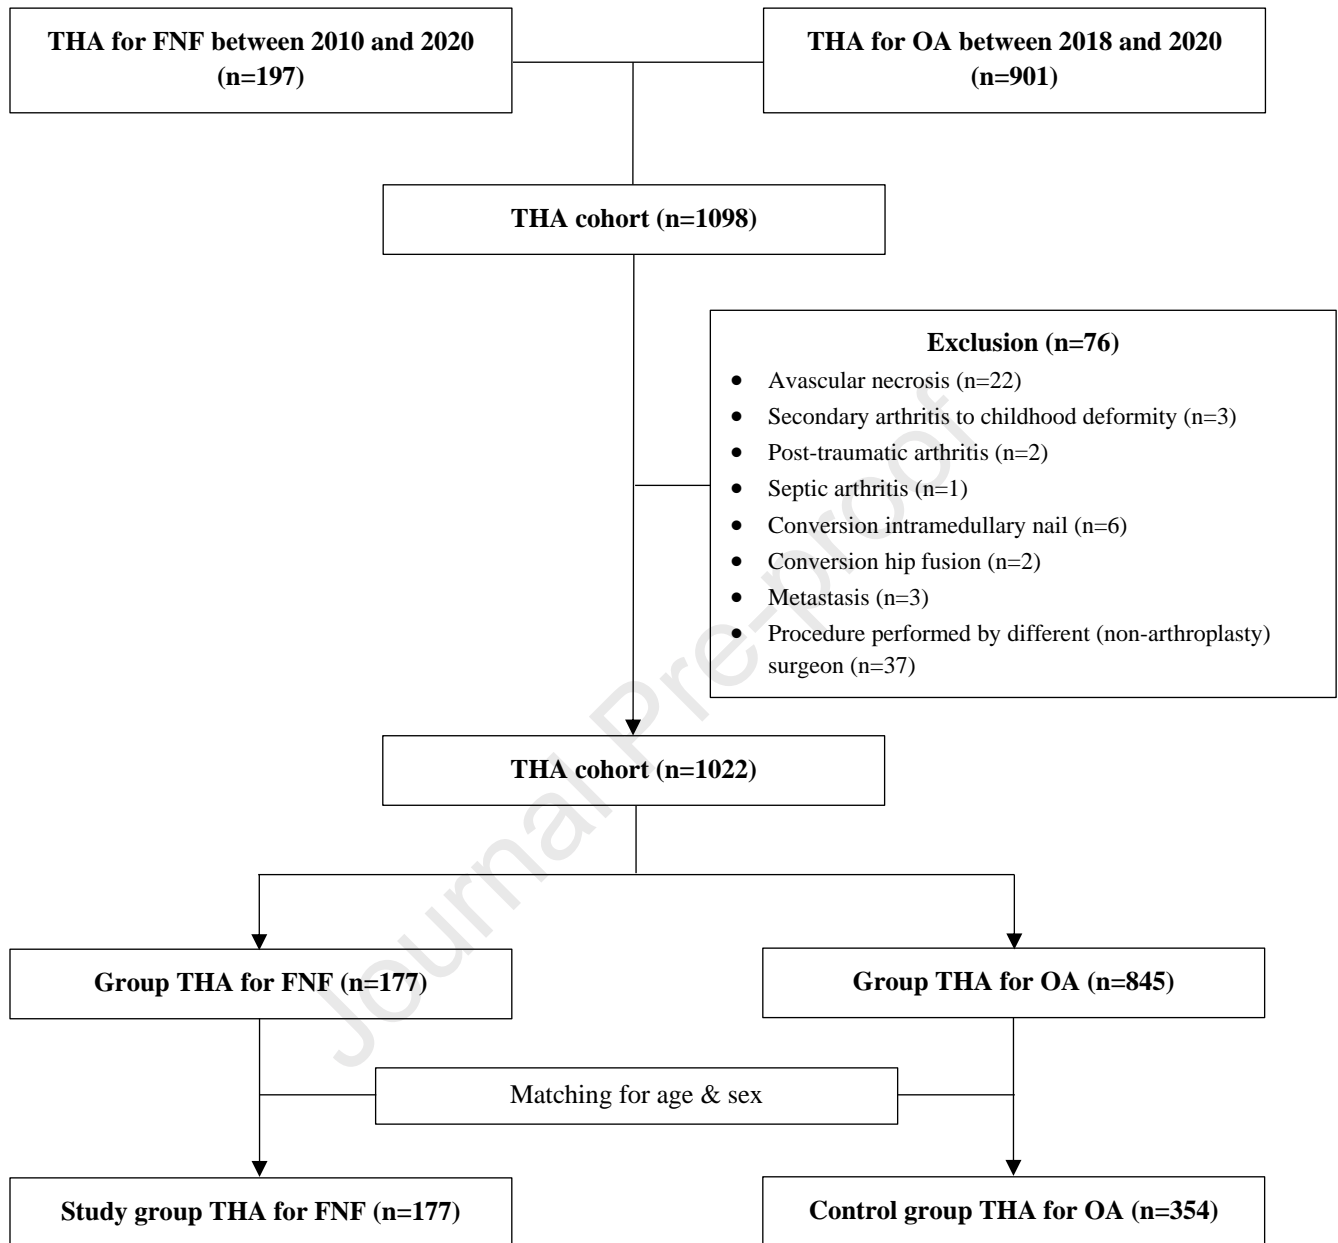 THA for FNF between 2010 and 2020
(n=197)
THA for OA between 2018 and 2020
(n=901)
THA cohort (n=1098)
Exclusion (n=76)
• Avascular necrosis (n=22)
• Secondary arthritis to childhood deformity (n=3)
• Post-traumatic arthritis (n=2)
• Septic arthritis (n=1)
• Conversion intramedullary nail (n=6)
• Conversion hip fusion (n=2)
• Metastasis (n=3)
• Procedure performed by different (non-arthroplasty)
surgeon (n=37)
THA cohort (n=1022)
Group THA for FNF (n=177)
Group THA for OA (n=845)
Matching for age & sex
Study group THA for FNF (n=177)
Control group THA for OA (n=354)
Journal Pre-proof